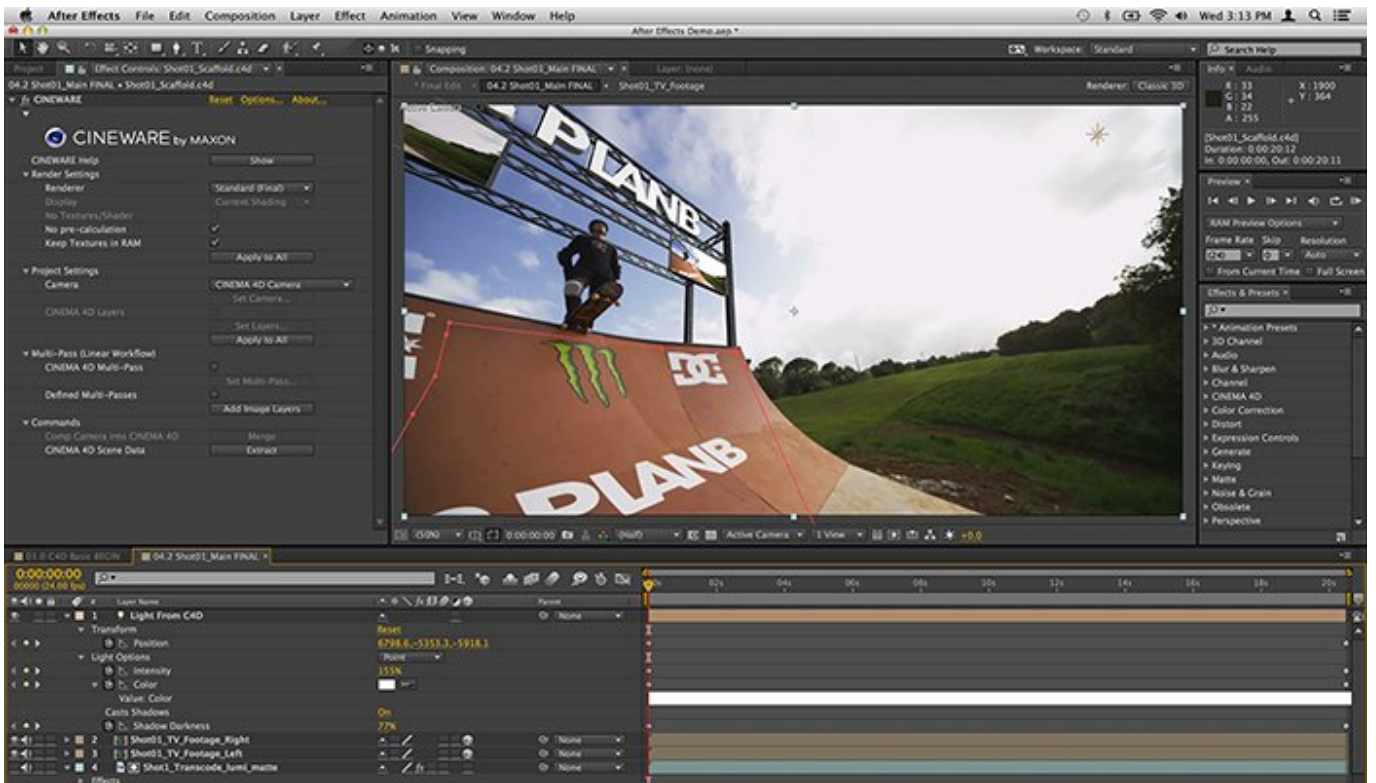 After Effects File Edit Composition Layer Effect Animation View Window Help Wed 3:13 PM
After Effects Demo.aep *
Snapping Workspace: Standard Search Help
Project Effect Controls: Shot01_Scaffold.c4d Composition: 04.2 Shot01_Main FINAL Layer: (none) Info Audio
04.2 Shot01_Main FINAL • Shot01_Scaffold.c4d
Final Edit 04.2 Shot01_Main FINAL Shot01_TV_Footage Renderer: Classic 3D
R: 33 X: 1900
G: 34 Y: 364
B: 22
A: 255
fx CINEWARE Reset Options... About...
Active Camera
CINEWARE by MAXON
[Shot01_Scaffold.c4d]
Duration: 0:00:20:12
In: 0:00:00:00, Out: 0:00:20:11
CINEWARE Help Show
Render Settings
Renderer Standard (Final)
Display Current Shading
No Textures/Shader
No pre-calculation
Keep Textures in RAM
Apply to All
Project Settings
Camera CINEMA 4D Camera
Set Camera...
CINEMA 4D Layers
Set Layers...
Apply to All
Multi-Pass (Linear Workflow)
CINEMA 4D Multi-Pass
Set Multi-Pass...
Defined Multi-Passes
Add Image Layers
Commands
Comp Camera into CINEMA 4D Merge
CINEMA 4D Scene Data Extract
PLANB
DC
PLANB
Preview
RAM Preview Options
Frame Rate Skip Resolution
(24) 0 Auto
From Current Time Full Screen
Effects & Presets
* Animation Presets
3D Channel
Audio
Blur & Sharpen
Channel
CINEMA 4D
Color Correction
Distort
Expression Controls
Generate
Keying
Matte
Noise & Grain
Obsolete
Perspective
(50%) 0:00:00:00 (Half) Active Camera 1 View +0.0
01.0 C4D Basic BEGIN 04.2 Shot01_Main FINAL
0:00:00:00
00000 (24.00 fps)
02s 04s 06s 08s 10s 12s 14s 16s 18s 20s
# Layer Name Parent
1 Light From C4D None
Transform Reset
Position 6798.6,-5353.3,-5918.1
Light Options Point
Intensity 155%
Color
Value: Color
Casts Shadows On
Shadow Darkness 77%
2 Shot01_TV_Footage_Right None
3 Shot01_TV_Footage_Left None
4 Shot1_Transcode_lumi_matte None
Effects